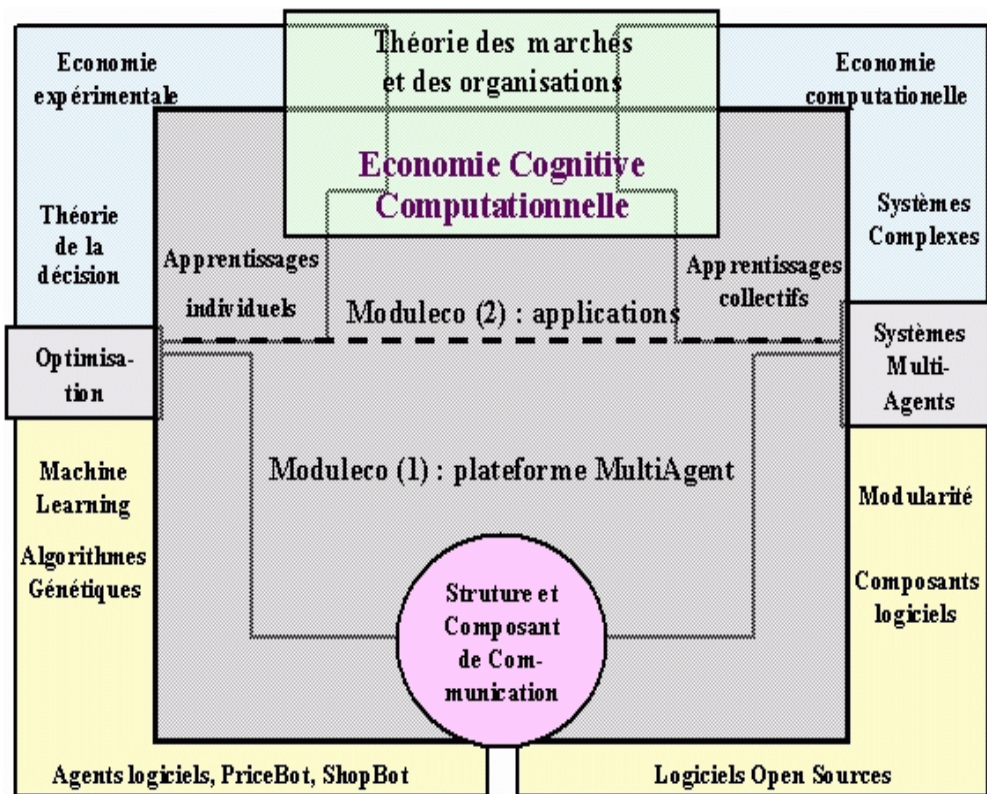 Economie
expérimentale
Théorie des marchés
et des organisations
Economie
computationelle
Economie Cognitive
Computationnelle
Théorie
de la
décision
Apprentissages
individuels
Apprentissages
collectifs
Systèmes
Complexes
Moduleco (2) : applications
Optimisa-
tion
Systèmes
Multi-
Agents
Moduleco (1) : plateforme MultiAgent
Machine
Learning
Algorithmes
Génétiques
Modularité
Composants
logiciels
Struture et
Composant
de Com-
munication
Agents logiciels, PriceBot, ShopBot
Logiciels Open Sources